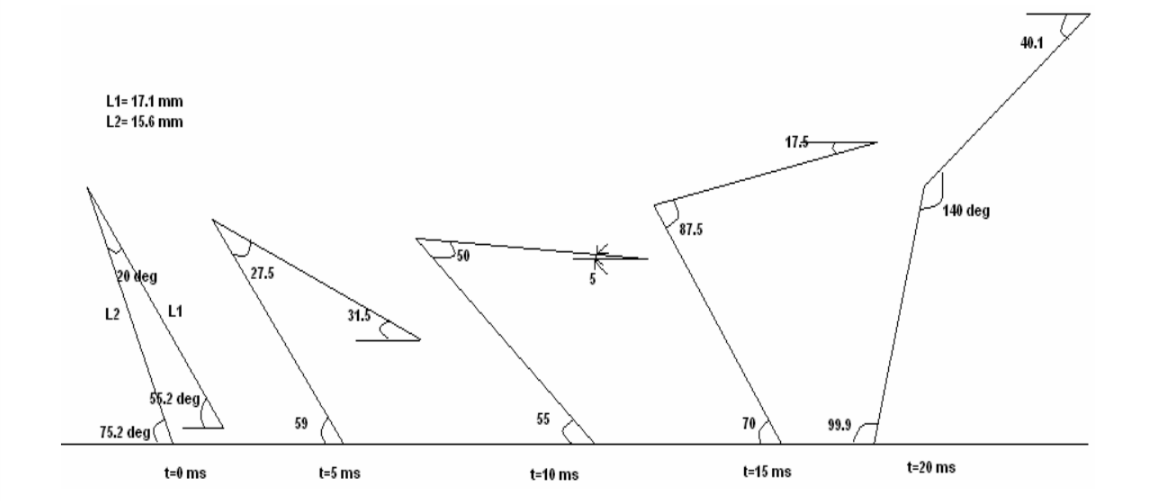 40.1
L1= 17.1 mm
L2= 15.6 mm
17.5
140 deg
87.5
50
27.5
20 deg
5
L2
L1
31.5
55.2 deg
75.2 deg
59
55
70
99.9
t=0 ms
t=5 ms
t=10 ms
t=15 ms
t=20 ms